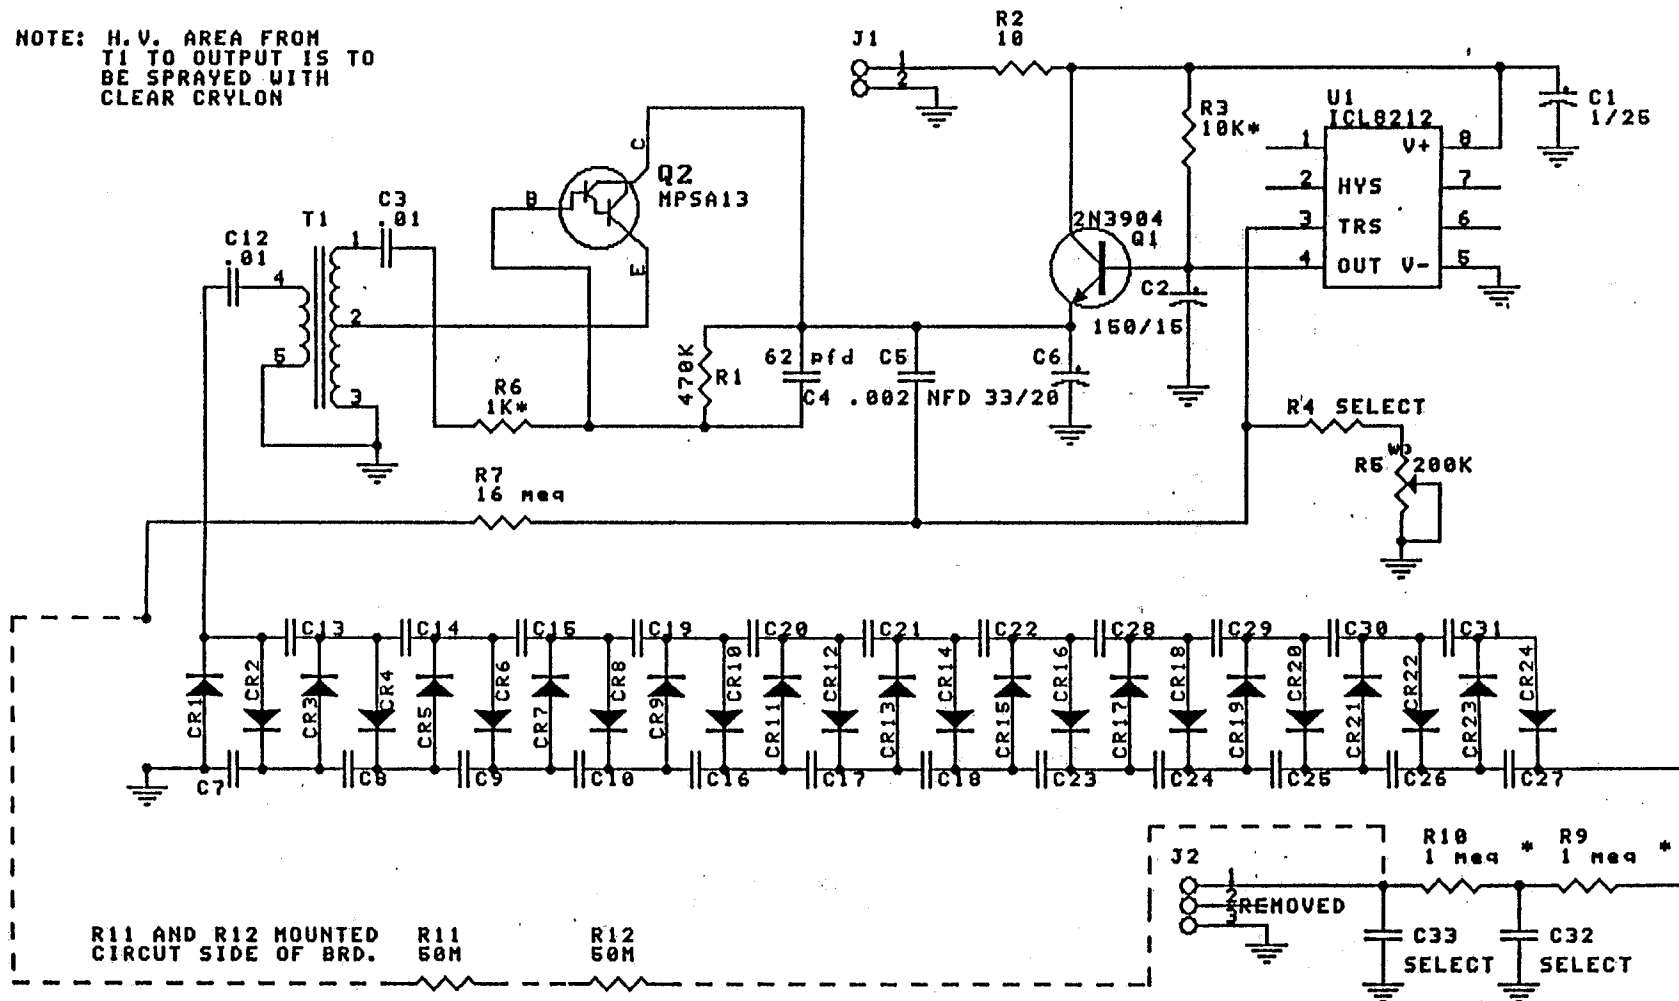 NOTE: H.V. AREA FROM
T1 TO OUTPUT IS TO
BE SPRAYED WITH
CLEAR CRYLON
J1
1
2
R2
10
R3
10K*
U1
ICL8212
1
2 HYS
3 TRS
4 OUT
V+ 8
7
6
V- 5
C1
1/25
C
B
E
Q2
MPSA13
2N3904
Q1
C2
150/15
T1
C3
.01
C12
.01
4
5
1
2
3
R6
1K*
470K
R1
62 pfd
C4
C5
.002 NFD
C6
33/20
R4 SELECT
R5
200K
R7
16 meg
C13
C14
C15
C19
C20
C21
C22
C28
C29
C30
C31
CR1
CR2
CR3
CR4
CR5
CR6
CR7
CR8
CR9
CR10
CR11
CR12
CR13
CR14
CR15
CR16
CR17
CR18
CR19
CR20
CR21
CR22
CR23
CR24
C7
C8
C9
C10
C16
C17
C18
C23
C24
C25
C26
C27
J2
1
2
3
REMOVED
R10
1 meg *
R9
1 meg *
C33
SELECT
C32
SELECT
R11 AND R12 MOUNTED
CIRCUT SIDE OF BRD.
R11
50M
R12
50M